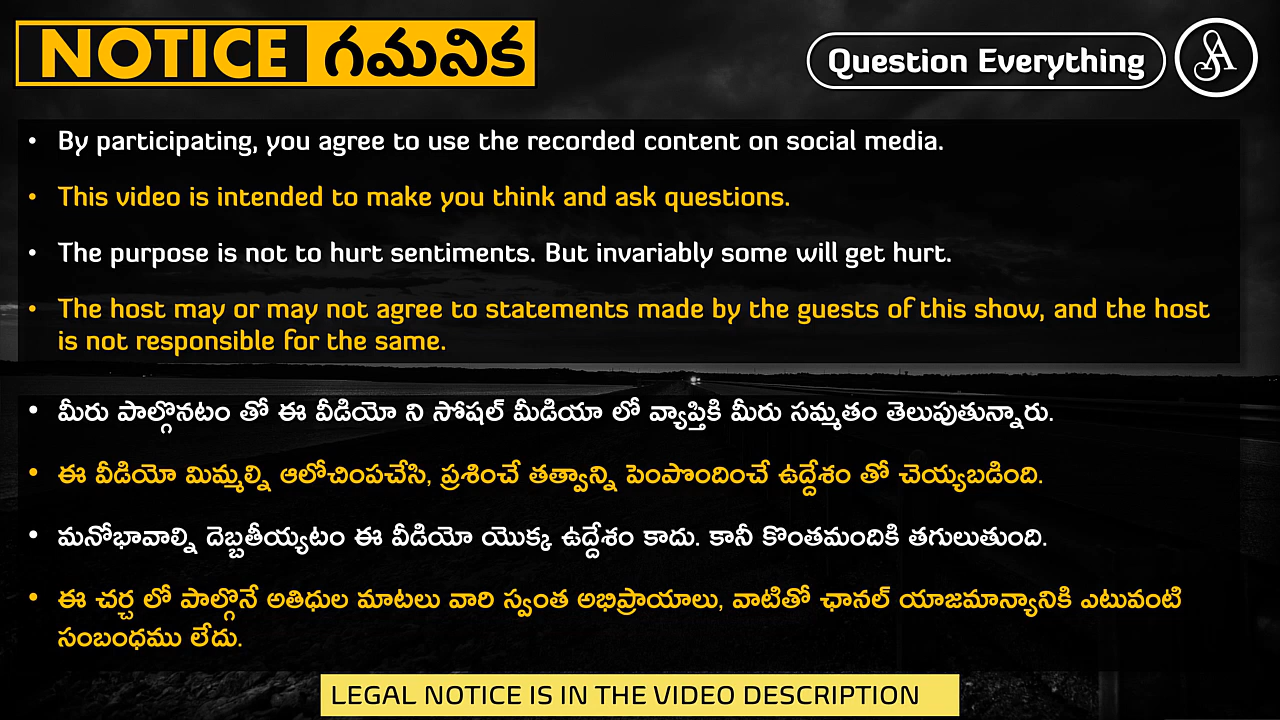 NOTICE గమనిక
Question Everything
• By participating, you agree to use the recorded content on social media.
• This video is intended to make you think and ask questions.
• The purpose is not to hurt sentiments. But invariably some will get hurt.
• The host may or may not agree to statements made by the guests of this show, and the host
is not responsible for the same.
• మీరు పాల్గొనటం తో ఈ వీడియో ని సోషల్ మీడియా లో వ్యాప్తికి మీరు సమ్మతం తెలుపుతున్నారు.
• ఈ వీడియో మిమ్మల్ని ఆలోచింపచేసి, ప్రశించే తత్వాన్ని పెంపొందించే ఉద్దేశం తో చెయ్యబడింది.
• మనోభావాల్ని దెబ్బతీయ్యటం ఈ వీడియో యొక్క ఉద్దేశం కాదు. కానీ కొంతమందికి తగులుతుంది.
• ఈ చర్చ లో పాల్గొనే అతిధుల మాటలు వారి స్వంత అభిప్రాయాలు, వాటితో ఛానల్ యాజమాన్యానికి ఎటువంటి
సంబంధము లేదు.
LEGAL NOTICE IS IN THE VIDEO DESCRIPTION